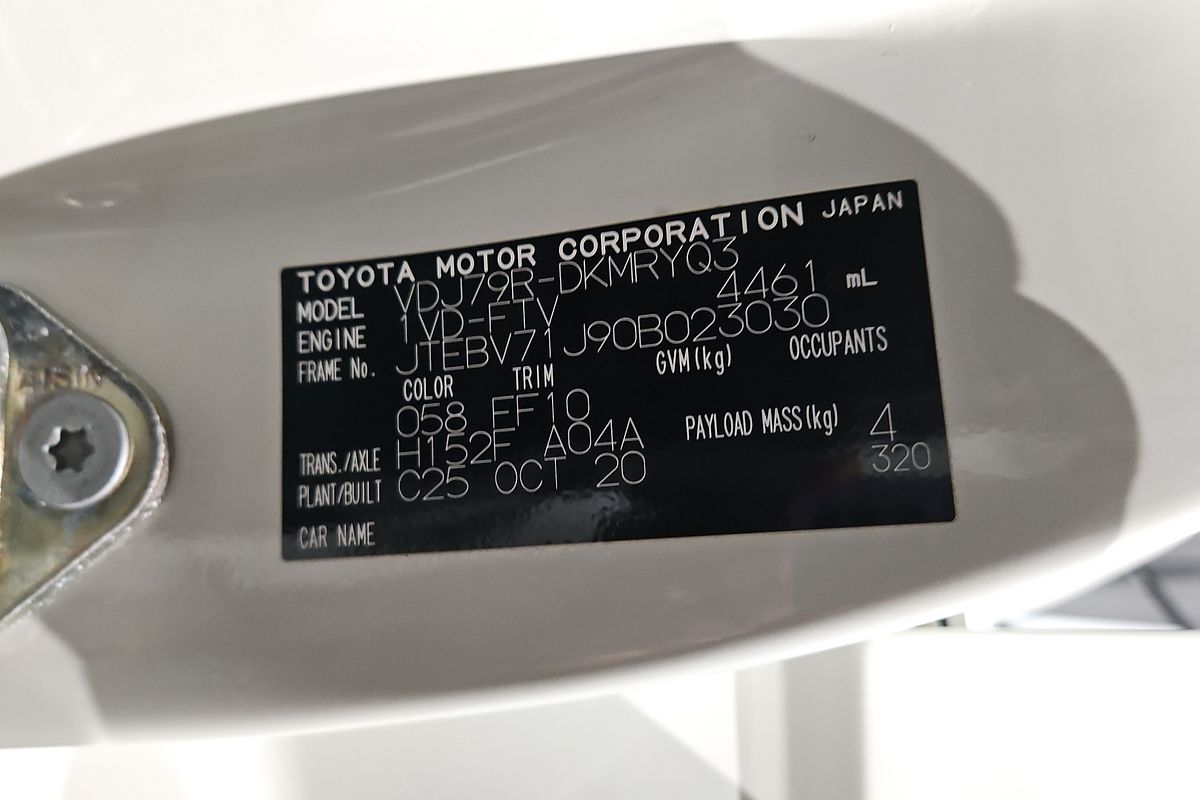 TOYOTA MOTOR CORPORATION JAPAN
MODEL VDJ79R-DKMRYQ3
ENGINE 1VD-FTV 4461 mL
FRAME No. JTEBV71J90B023030
COLOR TRIM GVM(kg) OCCUPANTS
058 FF10 4
TRANS./AXLE H152F A04A PAYLOAD MASS(kg) 320
PLANT/BUILT C25 OCT 20
CAR NAME
AISIN